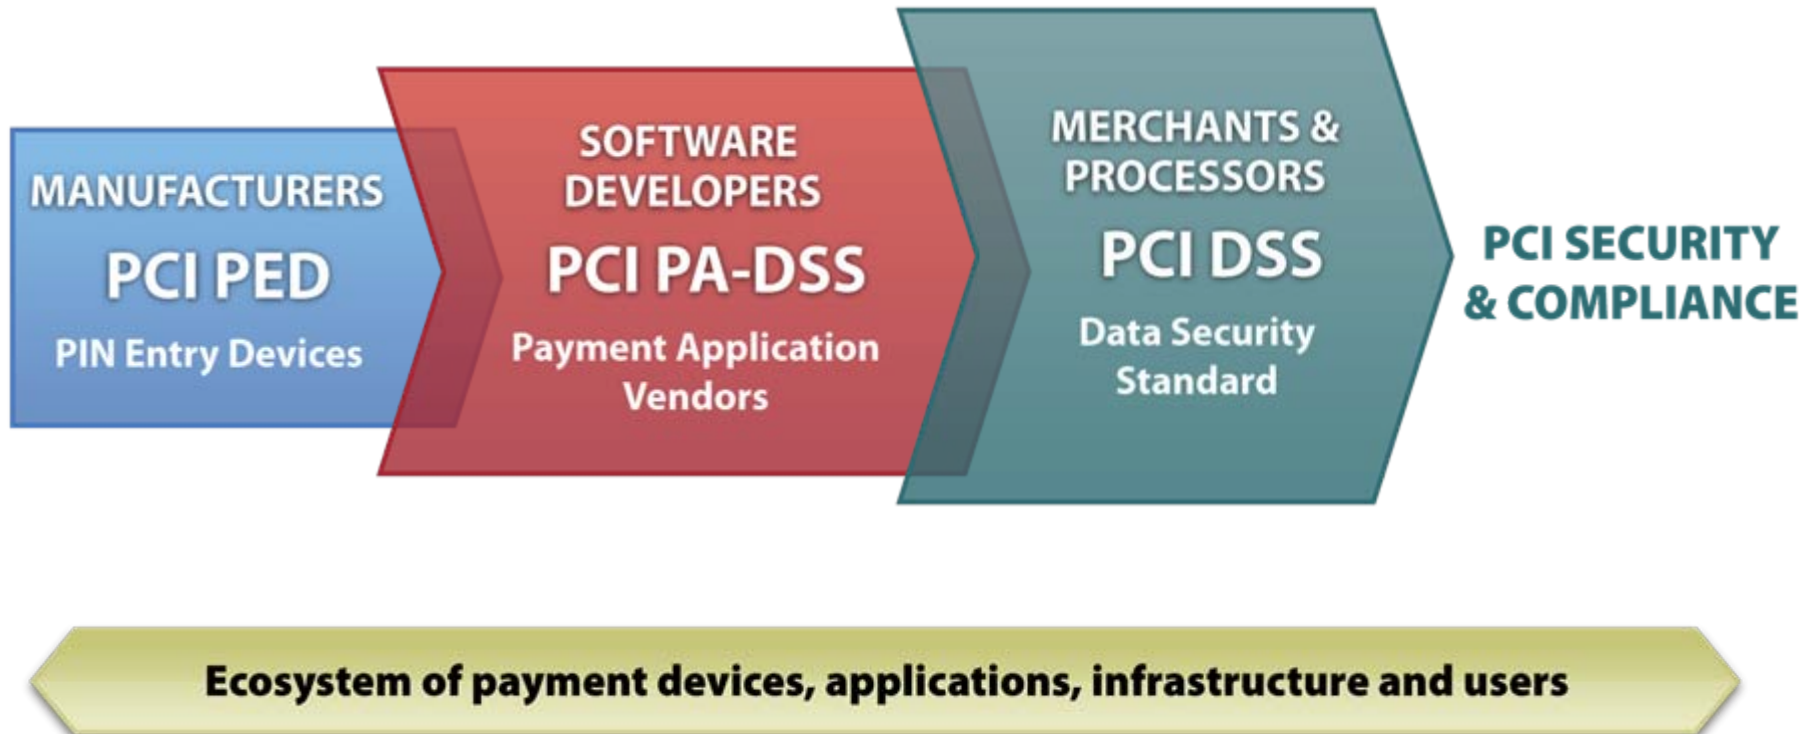 MANUFACTURERS
PCI PED
PIN Entry Devices
SOFTWARE
DEVELOPERS
PCI PA-DSS
Payment Application
Vendors
MERCHANTS &
PROCESSORS
PCI DSS
Data Security
Standard
PCI SECURITY
& COMPLIANCE
Ecosystem of payment devices, applications, infrastructure and users